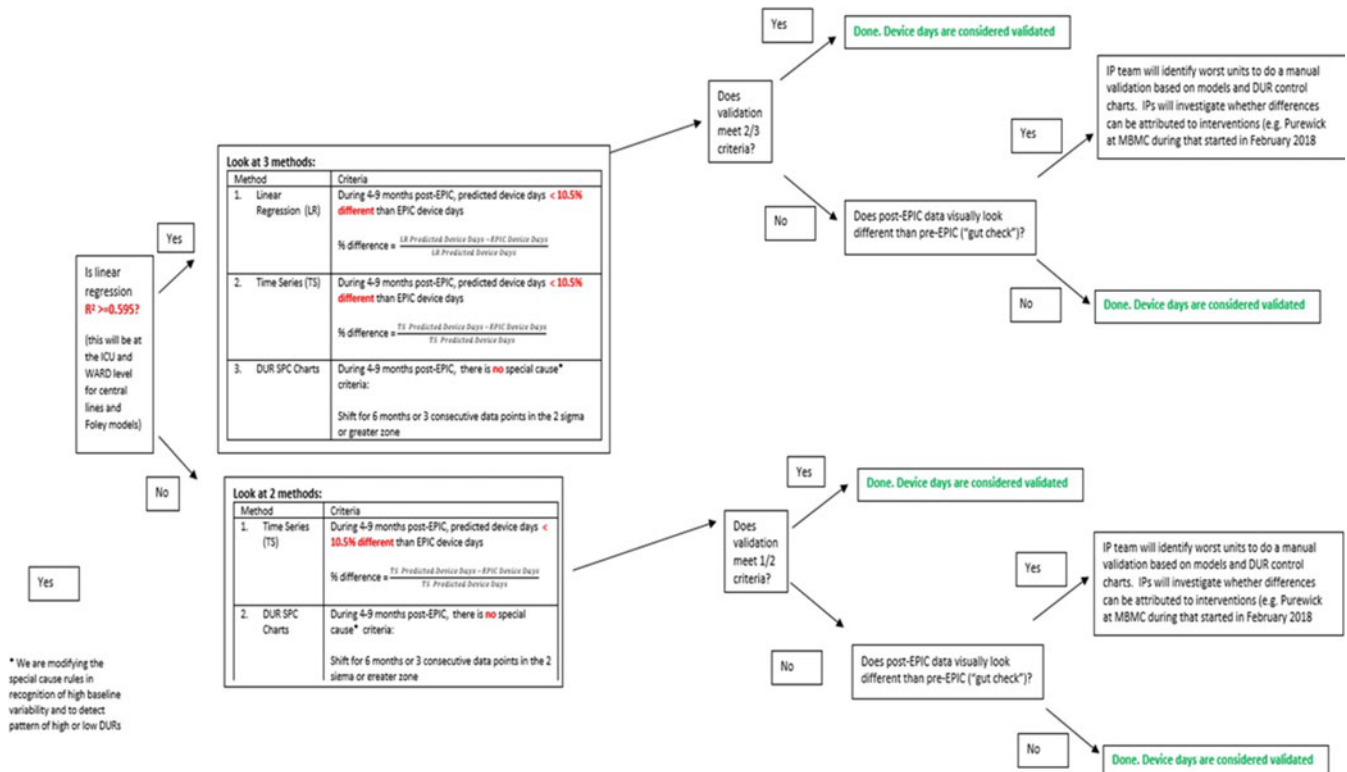 Is linear
regression
R² >=0.595?
(this will be at
the ICU and
WARD level
for central
lines and
Foley models)
Yes
No
Yes
* We are modifying the
special cause rules in
recognition of high baseline
variability and to detect
pattern of high or low DURs
Look at 3 methods:
Method Criteria
1. Linear
Regression (LR)
During 4-9 months post-EPIC, predicted device days < 10.5%
different than EPIC device days
% difference = LR Predicted Device Days −EPIC Device Days
LR Predicted Device Days
2. Time Series (TS)
During 4-9 months post-EPIC, predicted device days < 10.5%
different than EPIC device days
% difference = TS Predicted Device Days −EPIC Device Days
TS Predicted Device Days
3. DUR SPC Charts
During 4-9 months post-EPIC, there is no special cause*
criteria:
Shift for 6 months or 3 consecutive data points in the 2 sigma
or greater zone
Look at 2 methods:
Method Criteria
1. Time Series
(TS)
During 4-9 months post-EPIC, predicted device days <
10.5% different than EPIC device days
% difference = TS Predicted Device Days −EPIC Device Days
TS Predicted Device Days
2. DUR SPC
Charts
During 4-9 months post-EPIC, there is no special
cause* criteria:
Shift for 6 months or 3 consecutive data points in the 2
sigma or greater zone
Does
validation
meet 2/3
criteria?
Yes
Done. Device days are considered validated
No
Does post-EPIC data visually look
different than pre-EPIC ("gut check")?
Yes
IP team will identify worst units to do a manual
validation based on models and DUR control
charts. IPs will investigate whether differences
can be attributed to interventions (e.g. Purewick
at MBMC during that started in February 2018
No
Done. Device days are considered validated
Does
validation
meet 1/2
criteria?
Yes
Done. Device days are considered validated
No
Does post-EPIC data visually look
different than pre-EPIC ("gut check")?
Yes
IP team will identify worst units to do a manual
validation based on models and DUR control
charts. IPs will investigate whether differences
can be attributed to interventions (e.g. Purewick
at MBMC during that started in February 2018
No
Done. Device days are considered validated